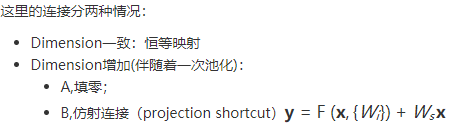 这里的连接分两种情况：
• Dimension一致：恒等映射
• Dimension增加(伴随着一次池化)：
• A,填零；
• B,仿射连接（projection shortcut）y = F (x, {Wᵢ}) + Wₛx